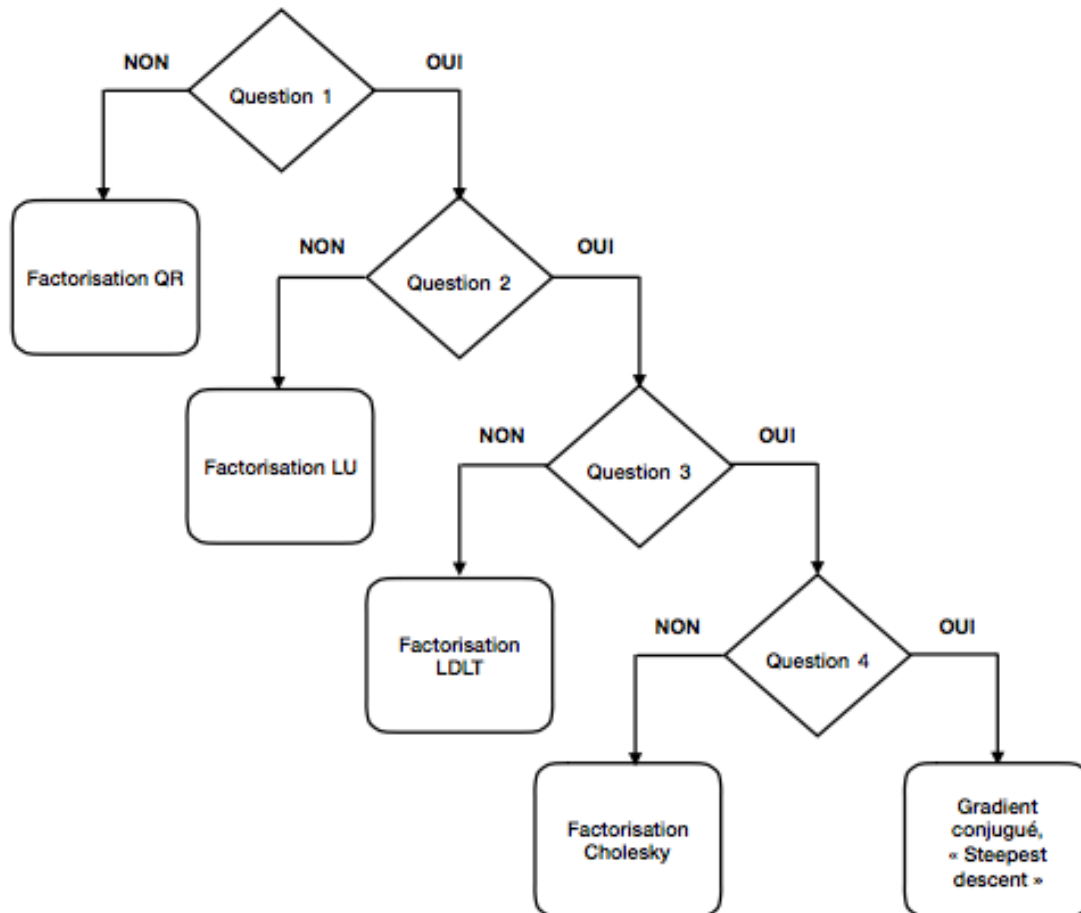 NON
OUI
Question 1
Factorisation QR
NON
OUI
Question 2
Factorisation LU
NON
OUI
Question 3
Factorisation
LDLT
NON
OUI
Question 4
Factorisation
Cholesky
Gradient
conjugué,
« Steepest
descent »